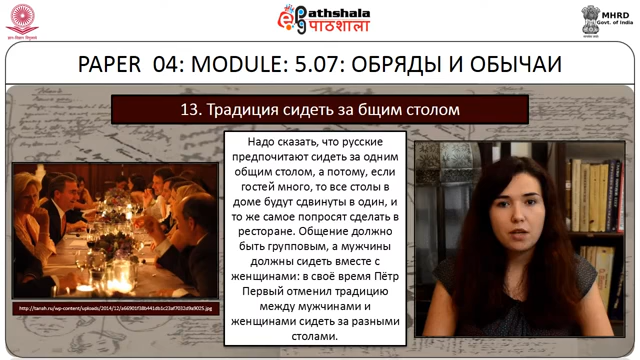 Pathshala
पाठशाला
MHRD
Govt. of India
PAPER 04: MODULE: 5.07: ОБРЯДЫ И ОБЫЧАИ
13. Традиция сидеть за бщим столом
Надо сказать, что русские
предпочитают сидеть за одним
общим столом, а потому, если
гостей много, то все столы в
доме будут сдвинуты в один, и
то же самое попросят сделать в
ресторане. Общение должно
быть групповым, а мужчины
должны сидеть вместе с
женщинами: в своё время Пётр
Первый отменил традицию
между мужчинами и
женщинами сидеть за разными
столами.